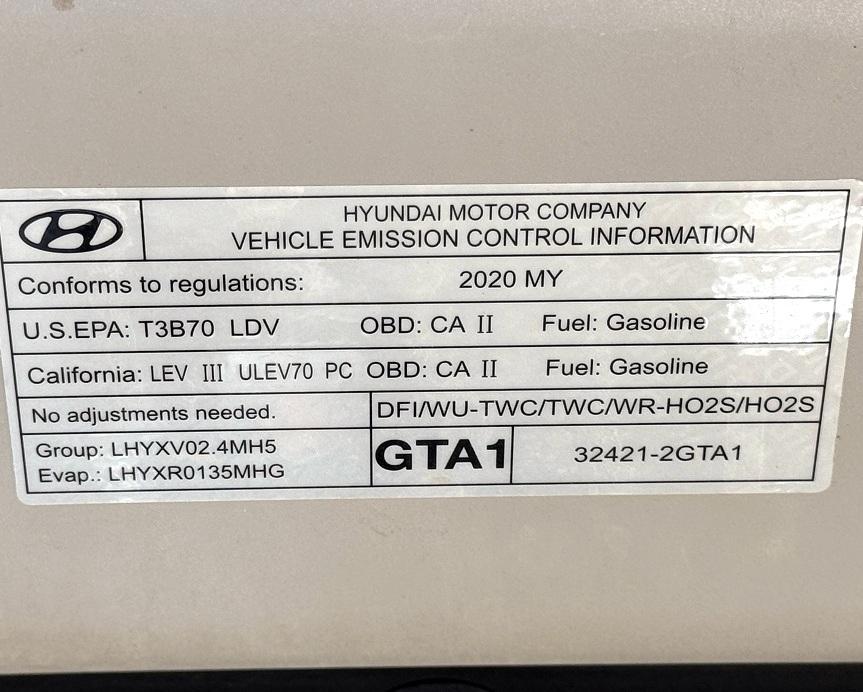 HYUNDAI MOTOR COMPANY
VEHICLE EMISSION CONTROL INFORMATION
Conforms to regulations: 2020 MY
U.S.EPA: T3B70 LDV OBD: CA II Fuel: Gasoline
California: LEV III ULEV70 PC OBD: CA II Fuel: Gasoline
No adjustments needed. DFI/WU-TWC/TWC/WR-HO2S/HO2S
Group: LHYXV02.4MH5
Evap.: LHYXR0135MHG
GTA1
32421-2GTA1